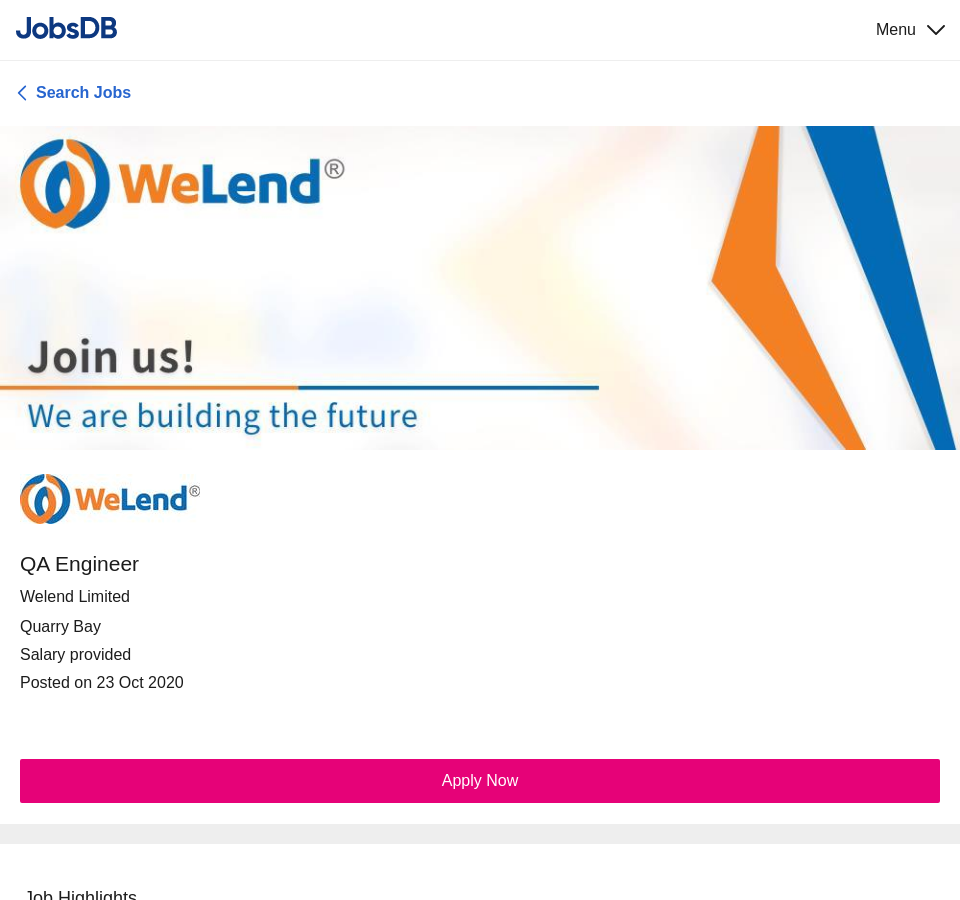 JobsDB
Menu
Search Jobs
WeLend®
Join us!
We are building the future
WeLend®
QA Engineer
Welend Limited
Quarry Bay
Salary provided
Posted on 23 Oct 2020
Apply Now
Job Highlights